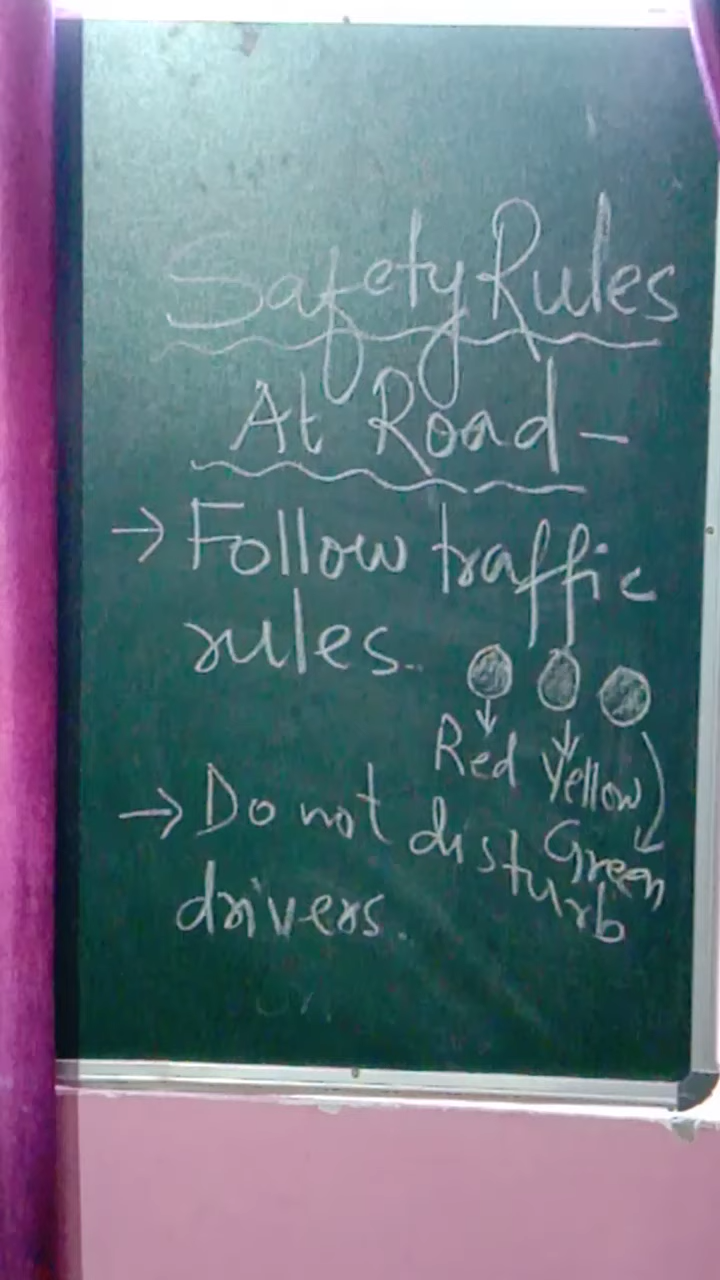 Safety Rules
At Road -
→ Follow traffic
rules.
Red Yellow
Green
→ Do not disturb
drivers.